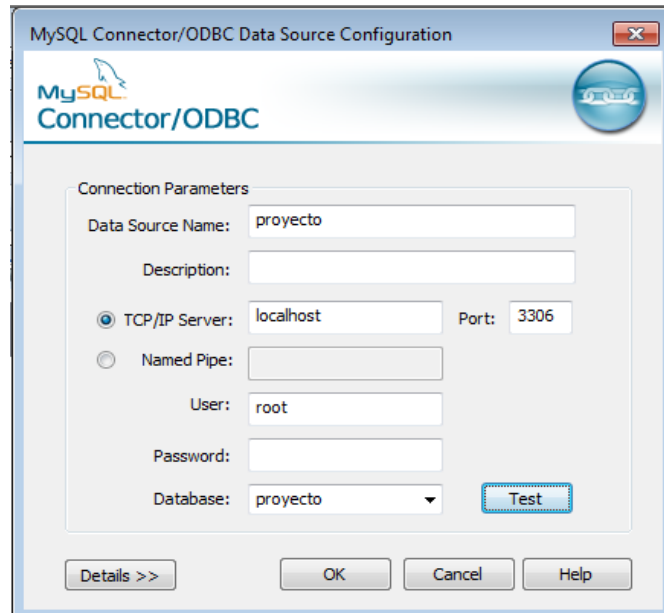 MySQL Connector/ODBC Data Source Configuration
MySQL
Connector/ODBC
Connection Parameters
Data Source Name: proyecto
Description:
TCP/IP Server: localhost Port: 3306
Named Pipe:
User: root
Password:
Database: proyecto Test
Details >> OK Cancel Help